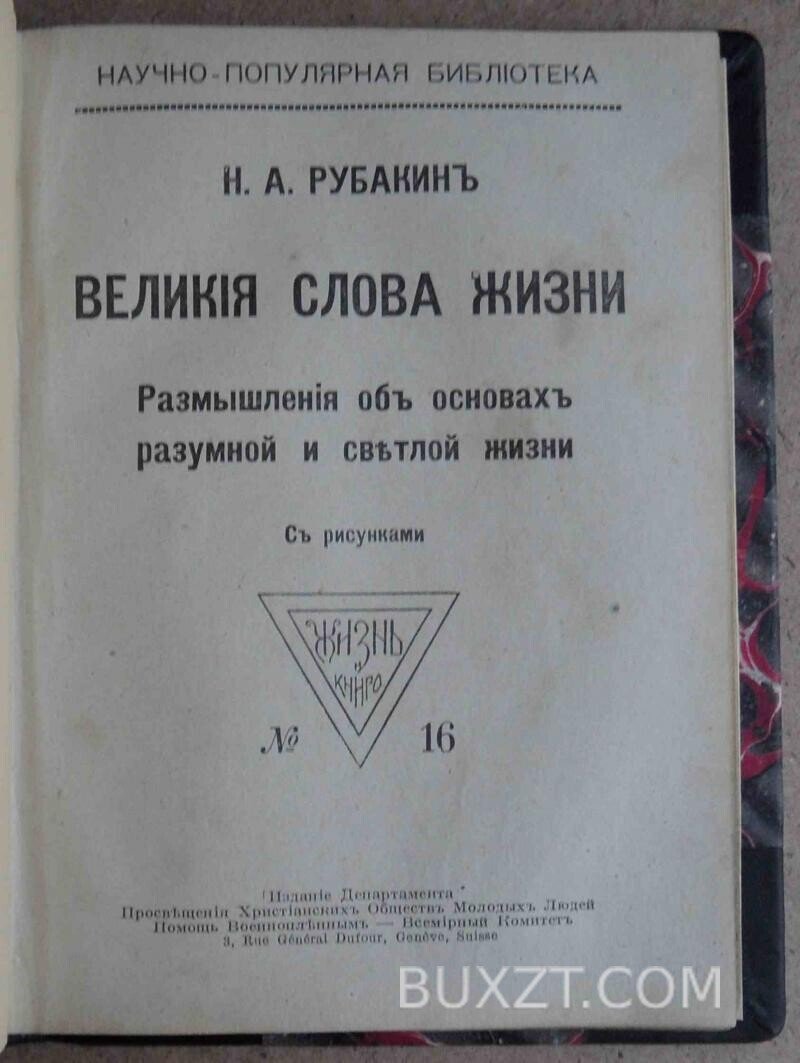 НАУЧНО-ПОПУЛЯРНАЯ БИБЛІОТЕКА
Н. А. РУБАКИНЪ
ВЕЛИКІЯ СЛОВА ЖИЗНИ
Размышленія объ основахъ
разумной и свѣтлой жизни
Съ рисунками
ЖИЗНЬ
и
КНИГА
№ 16
Изданіе Департамента
Просвѣщенія Христіанскихъ Обществъ Молодыхъ Людей
Помощь Военноплѣннымъ — Всемірный Комитетъ
3, Rue Général Dufour, Genève, Suisse
BUXZT.COM